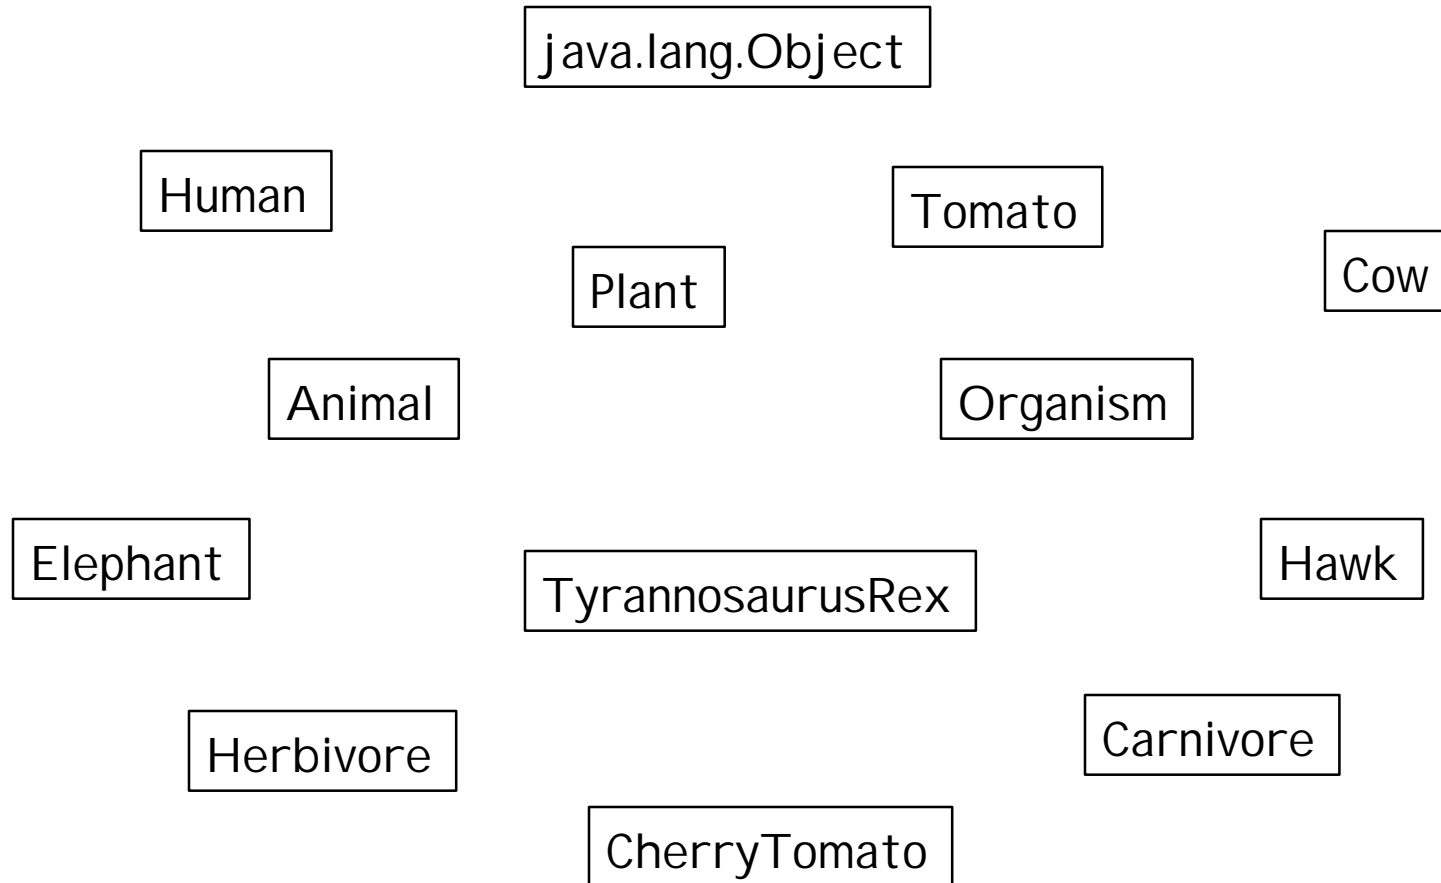 java.lang.Object
Human
Tomato
Plant
Cow
Animal
Organism
Elephant
TyrannosaurusRex
Hawk
Herbivore
Carnivore
CherryTomato